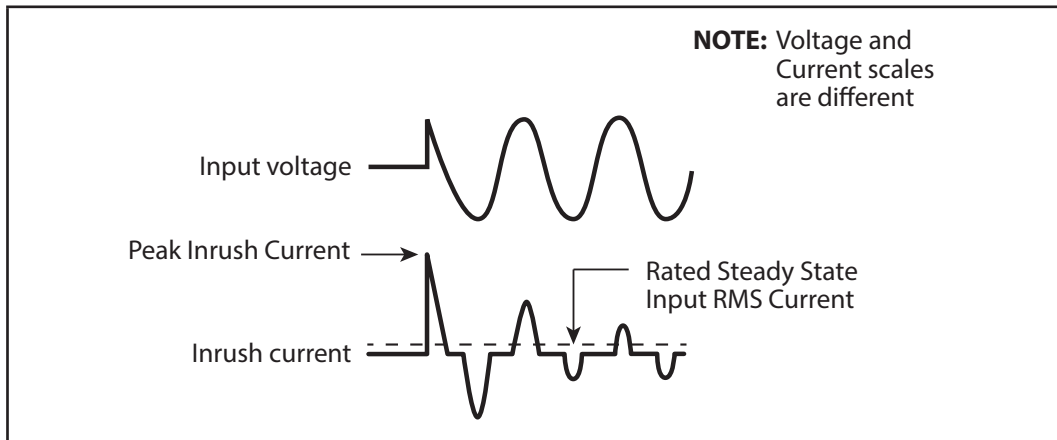 NOTE: Voltage and
Current scales
are different
Input voltage
Peak Inrush Current
Rated Steady State
Input RMS Current
Inrush current